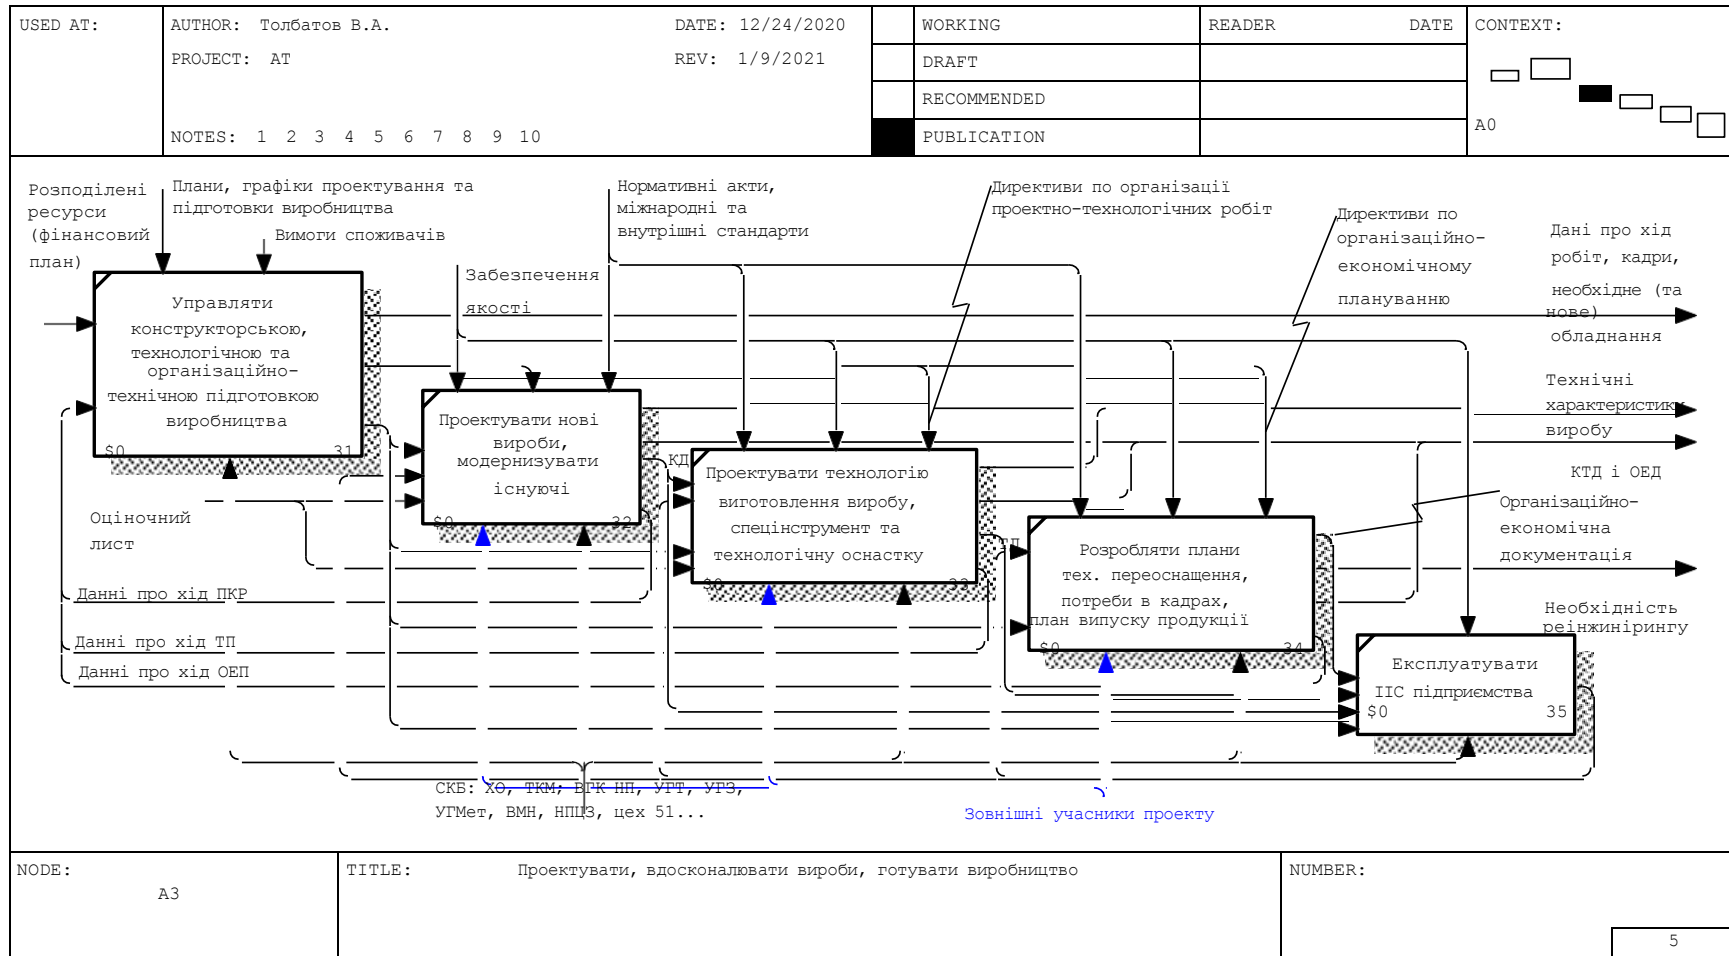 USED AT:
AUTHOR: Толбатов В.А.
DATE: 12/24/2020
PROJECT: АТ
REV: 1/9/2021
NOTES: 1 2 3 4 5 6 7 8 9 10
WORKING
DRAFT
RECOMMENDED
PUBLICATION
READER DATE
CONTEXT:
A0
Розподілені
ресурси
(фінансовий
план)
Плани, графіки проектування та
підготовки виробництва
Вимоги споживачів
Забезпечення
якості
Нормативні акти,
міжнародні та
внутрішні стандарти
Директиви по організації
проектно-технологічних робіт
Директиви по
організаційно-
економічному
плануванню
Дані про хід
робіт, кадри,
необхідне (та
нове)
обладнання
Технічні
характеристики
виробу
КТД і ОЕД
Організаційно-
економічна
документація
Необхідність
реінжинірингу
Управляти
конструкторською,
технологічною та
організаційно-
технічною підготовкою
виробництва
$0 31
Проектувати нові
вироби,
модернизувати
існуючі
$0 32
КД
Проектувати технологію
виготовлення виробу,
спецінструмент та
технологічну оснастку
$0 33
ТД
Розробляти плани
тех. переоснащення,
потреби в кадрах,
план випуску продукції
$0 34
Експлуатувати
ІІС підприємства
$0 35
Оціночний
лист
Данні про хід ПКР
Данні про хід ТП
Данні про хід ОЕП
СКБ: ХО, ТКМ; ВГК НП, УГТ, УГЗ,
УГМет, ВМН, НПЦЗ, цех 51...
Зовнішні учасники проекту
NODE:
A3
TITLE:
Проектувати, вдосконалювати вироби, готувати виробництво
NUMBER:
5